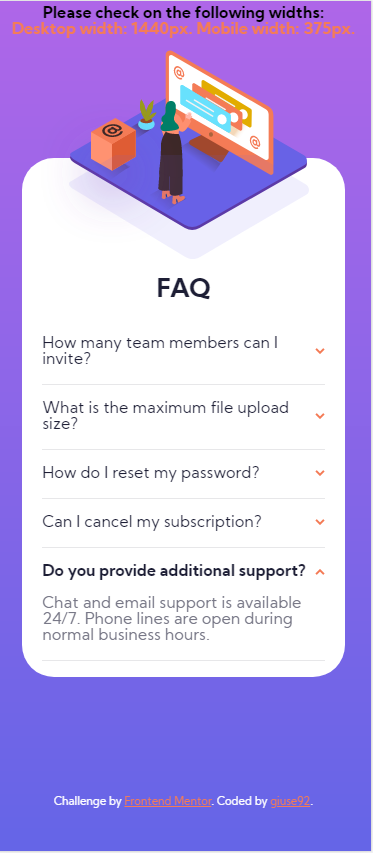 Please check on the following widths:
Desktop width: 1440px. Mobile width: 375px.
@
@
@
FAQ
How many team members can I
invite?
What is the maximum file upload
size?
How do I reset my password?
Can I cancel my subscription?
Do you provide additional support?
Chat and email support is available
24/7. Phone lines are open during
normal business hours.
Challenge by Frontend Mentor. Coded by giuse92.